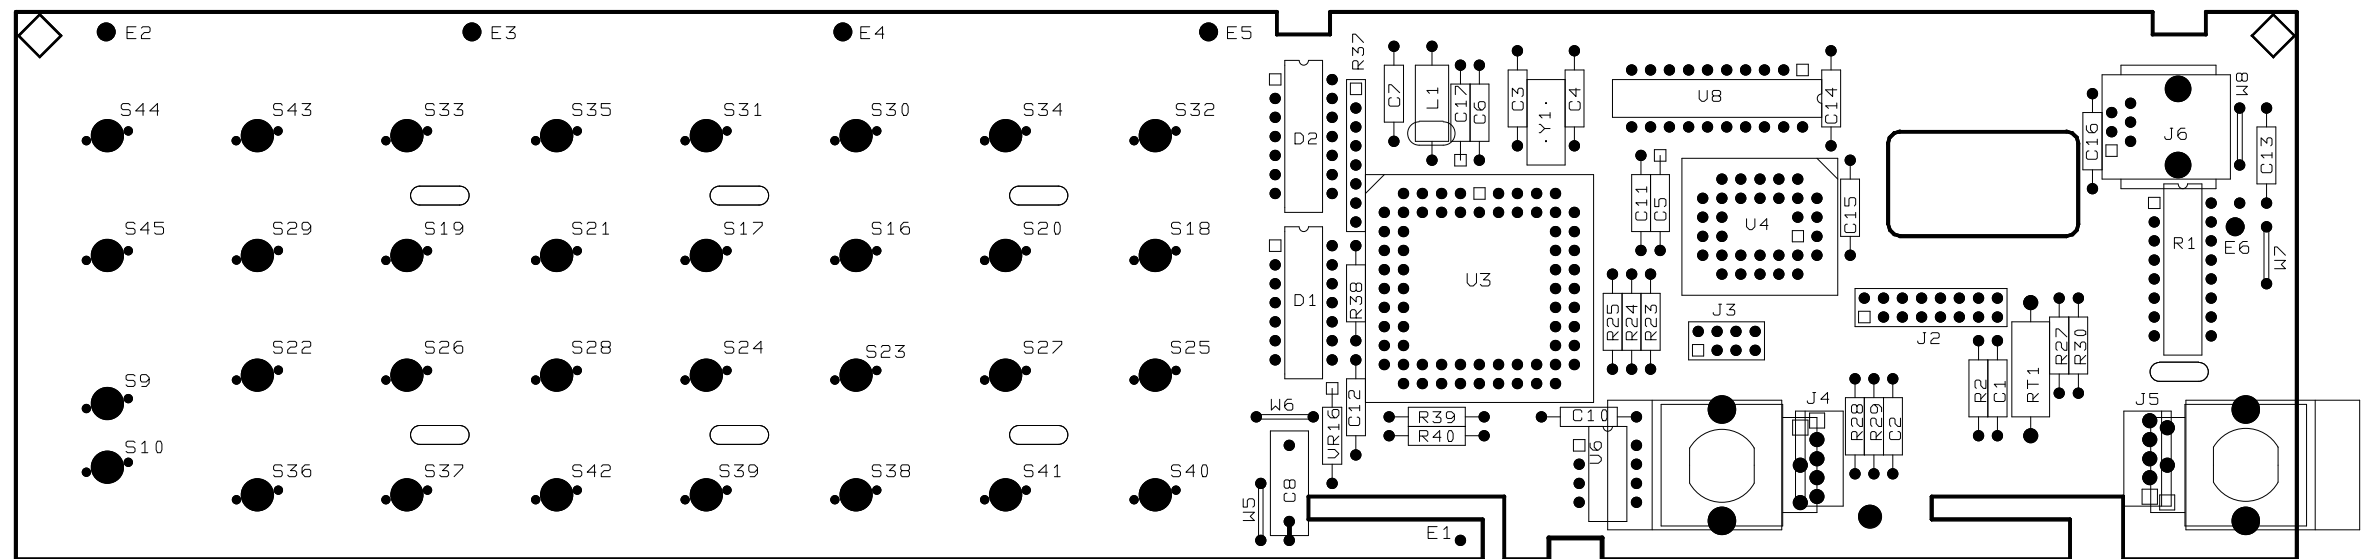 E2 E3 E4 E5
S44 S43 S33 S35 S31 S30 S34 S32
S45 S29 S19 S21 S17 S16 S20 S18
S22 S26 S28 S24 S23 S27 S25
S9
S10
S36 S37 S42 S39 S38 S41 S40
R37
D2
D1
C7
L1
C17
C6
C3
Y1
C4
U8
C14
C16
J6
W8
C13
C11
C5
U4
C15
R1
E6
W7
U3
R38
R25
R24
R23
J3
J2
R27
R30
R2
C1
RT1
W6
VR16
C12
R39
R40
C10
U6
J4
R28
R29
C2
J5
W5
C8
E1